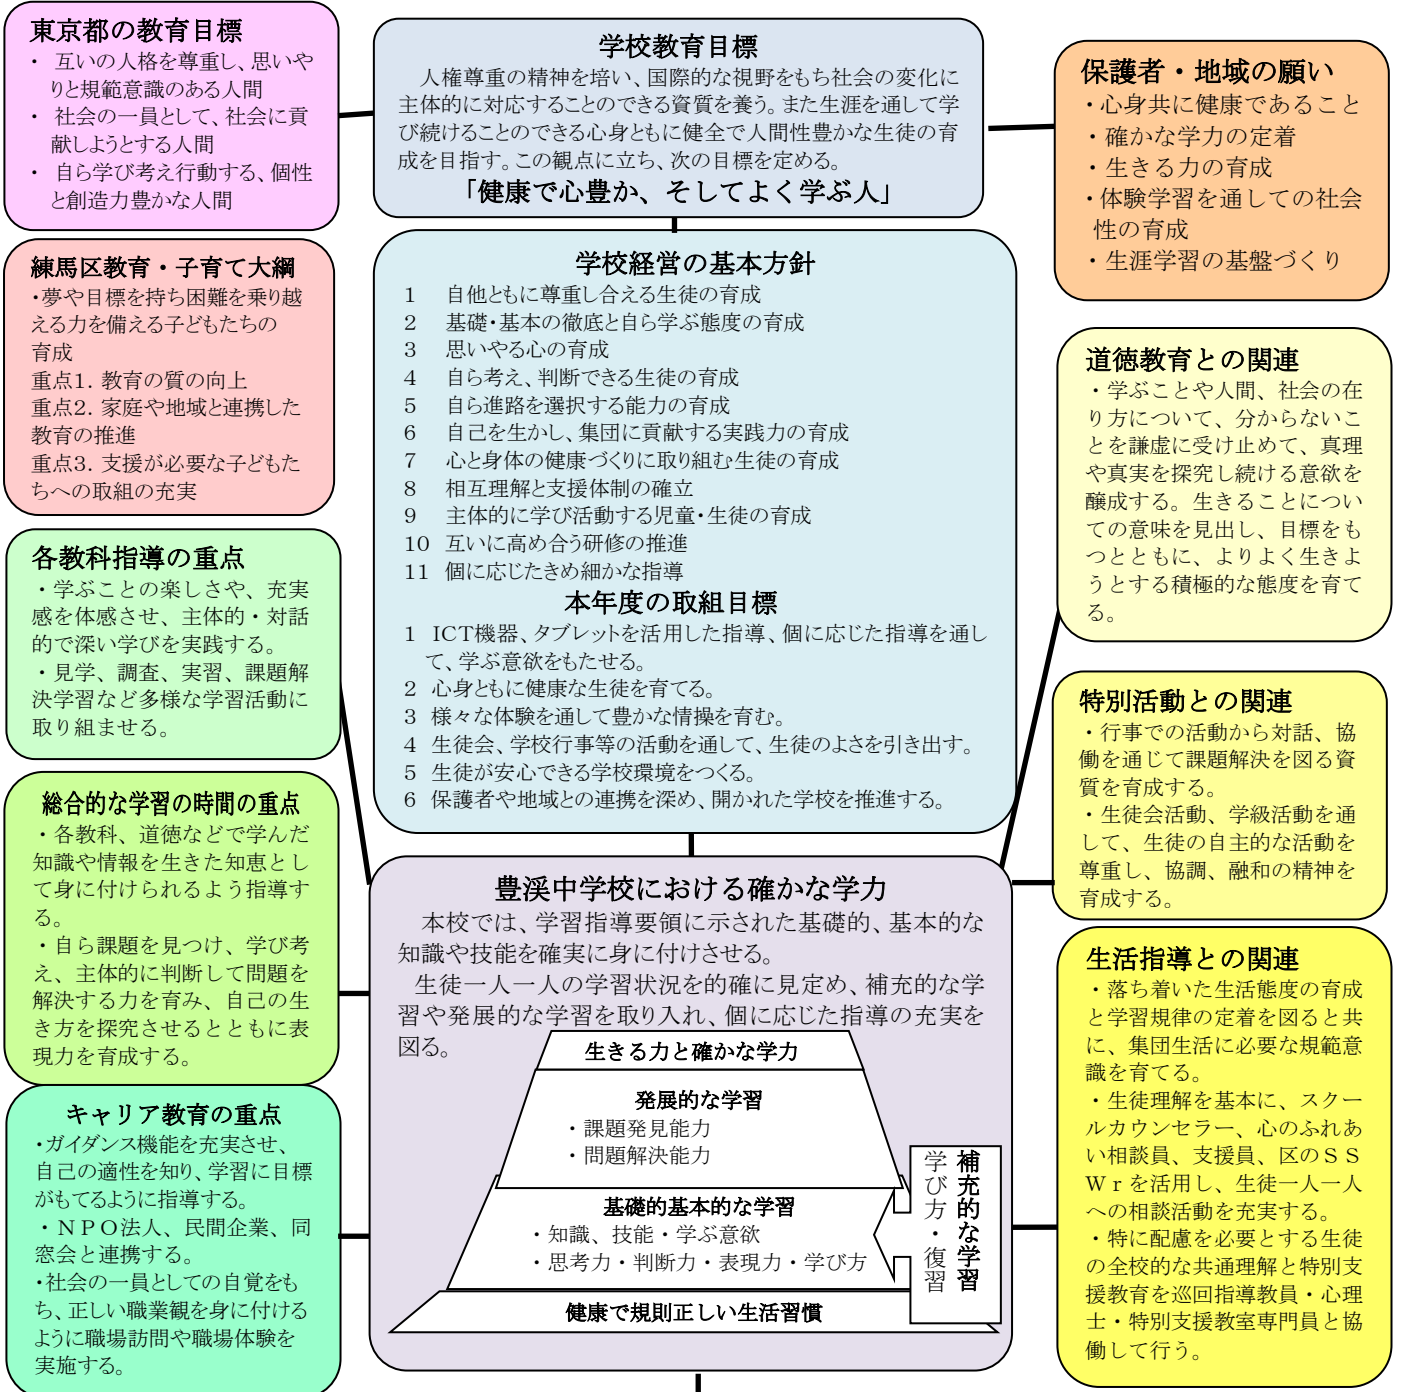 東京都の教育目標
・ 互いの人格を尊重し、思いや
りと規範意識のある人間
・ 社会の一員として、社会に貢
献しようとする人間
・ 自ら学び考え行動する、個性
と創造力豊かな人間
学校教育目標
人権尊重の精神を培い、国際的な視野をもち社会の変化に
主体的に対応することのできる資質を養う。また生涯を通して学
び続けることのできる心身ともに健全で人間性豊かな生徒の育
成を目指す。この観点に立ち、次の目標を定める。
「健康で心豊か、そしてよく学ぶ人」
保護者・地域の願い
・心身共に健康であること
・確かな学力の定着
・生きる力の育成
・体験学習を通しての社会
性の育成
・生涯学習の基盤づくり
練馬区教育・子育て大綱
・夢や目標を持ち困難を乗り越
える力を備える子どもたちの
育成
重点1．教育の質の向上
重点2．家庭や地域と連携した
教育の推進
重点3．支援が必要な子どもた
ちへの取組の充実
学校経営の基本方針
1 自他ともに尊重し合える生徒の育成
2 基礎・基本の徹底と自ら学ぶ態度の育成
3 思いやる心の育成
4 自ら考え、判断できる生徒の育成
5 自ら進路を選択する能力の育成
6 自己を生かし、集団に貢献する実践力の育成
7 心と身体の健康づくりに取り組む生徒の育成
8 相互理解と支援体制の確立
9 主体的に学び活動する児童・生徒の育成
10 互いに高め合う研修の推進
11 個に応じたきめ細かな指導
本年度の取組目標
1 ICT機器、タブレットを活用した指導、個に応じた指導を通し
て、学ぶ意欲をもたせる。
2 心身ともに健康な生徒を育てる。
3 様々な体験を通して豊かな情操を育む。
4 生徒会、学校行事等の活動を通して、生徒のよさを引き出す。
5 生徒が安心できる学校環境をつくる。
6 保護者や地域との連携を深め、開かれた学校を推進する。
道徳教育との関連
・学ぶことや人間、社会の在
り方について、分からないこ
とを謙虚に受け止めて、真理
や真実を探究し続ける意欲を
醸成する。生きることについ
ての意味を見出し、目標をも
つとともに、よりよく生きよ
うとする積極的な態度を育て
る。
各教科指導の重点
・学ぶことの楽しさや、充実
感を体感させ、主体的・対話
的で深い学びを実践する。
・見学、調査、実習、課題解
決学習など多様な学習活動に
取り組ませる。
特別活動との関連
・行事での活動から対話、協
働を通じて課題解決を図る資
質を育成する。
・生徒会活動、学級活動を通
して、生徒の自主的な活動を
尊重し、協調、融和の精神を
育成する。
総合的な学習の時間の重点
・各教科、道徳などで学んだ
知識や情報を生きた知恵とし
て身に付けられるよう指導す
る。
・自ら課題を見つけ、学び考
え、主体的に判断して問題を
解決する力を育み、自己の生
き方を探究させるとともに表
現力を育成する。
豊渓中学校における確かな学力
本校では、学習指導要領に示された基礎的、基本的な
知識や技能を確実に身に付けさせる。
生徒一人一人の学習状況を的確に見定め、補充的な学
習や発展的な学習を取り入れ、個に応じた指導の充実を
図る。
生きる力と確かな学力
発展的な学習
・課題発見能力
・問題解決能力
基礎的基本的な学習
・知識、技能・学ぶ意欲
・思考力・判断力・表現力・学び方
健康で規則正しい生活習慣
補充的な学習
学び方・復習
生活指導との関連
・落ち着いた生活態度の育成
と学習規律の定着を図ると共
に、集団生活に必要な規範意
識を育てる。
・生徒理解を基本に、スクー
ルカウンセラー、心のふれあ
い相談員、支援員、区のＳＳ
Ｗｒを活用し、生徒一人一人
への相談活動を充実する。
・特に配慮を必要とする生徒
の全校的な共通理解と特別支
援教育を巡回指導教員・心理
士・特別支援教室専門員と協
働して行う。
キャリア教育の重点
・ガイダンス機能を充実させ、
自己の適性を知り、学習に目標
がもてるように指導する。
・ＮＰＯ法人、民間企業、同
窓会と連携する。
・社会の一員としての自覚をも
ち、正しい職業観を身に付ける
ように職場訪問や職場体験を
実施する。